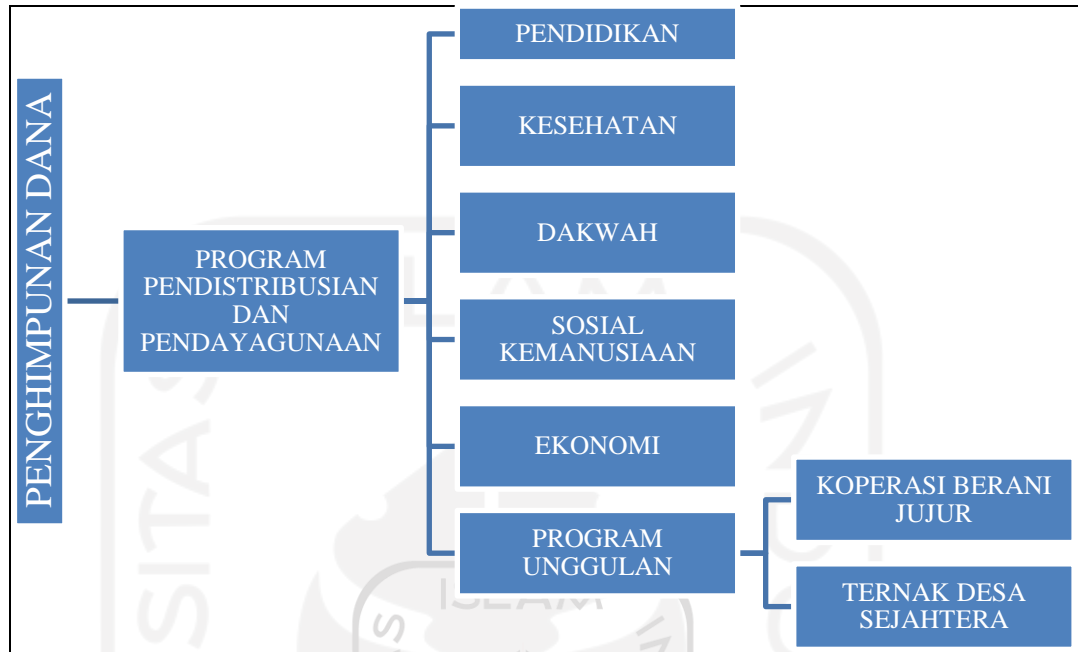 PENGHIMPUNAN DANA
PROGRAM
PENDISTRIBUSIAN
DAN
PENDAYAGUNAAN
PENDIDIKAN
KESEHATAN
DAKWAH
SOSIAL
KEMANUSIAAN
EKONOMI
PROGRAM
UNGGULAN
KOPERASI BERANI
JUJUR
TERNAK DESA
SEJAHTERA
ISLAM